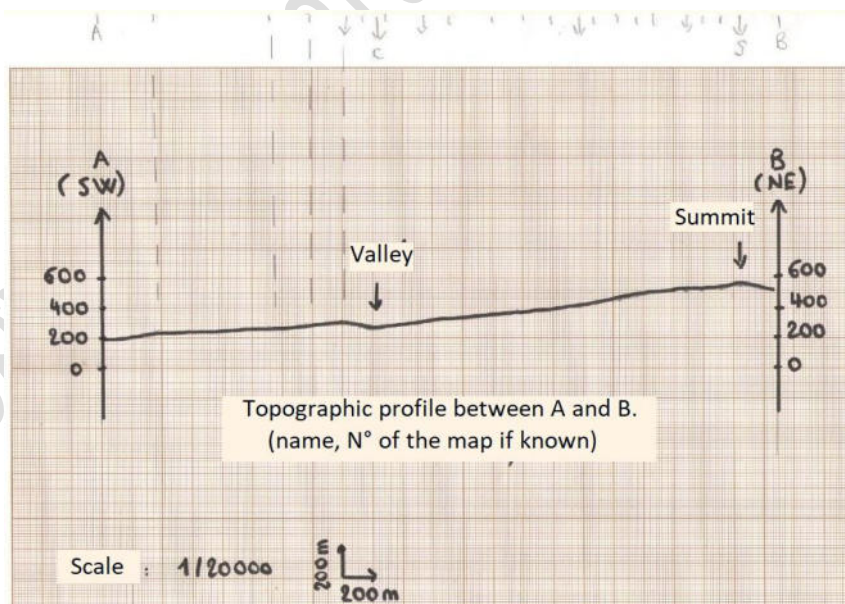 A C S B
A
(SW)
B
(NE)
Summit
Valley
600
400
200
0
600
400
200
0
Topographic profile between A and B.
(name, N° of the map if known)
Scale : 1/20000
200m
200m